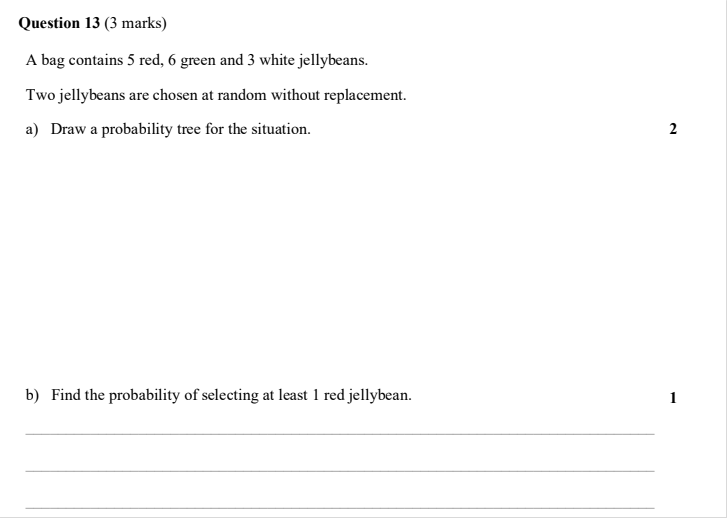 Question 13 (3 marks)
A bag contains 5 red, 6 green and 3 white jellybeans.
Two jellybeans are chosen at random without replacement.
a) Draw a probability tree for the situation. 2
b) Find the probability of selecting at least 1 red jellybean. 1